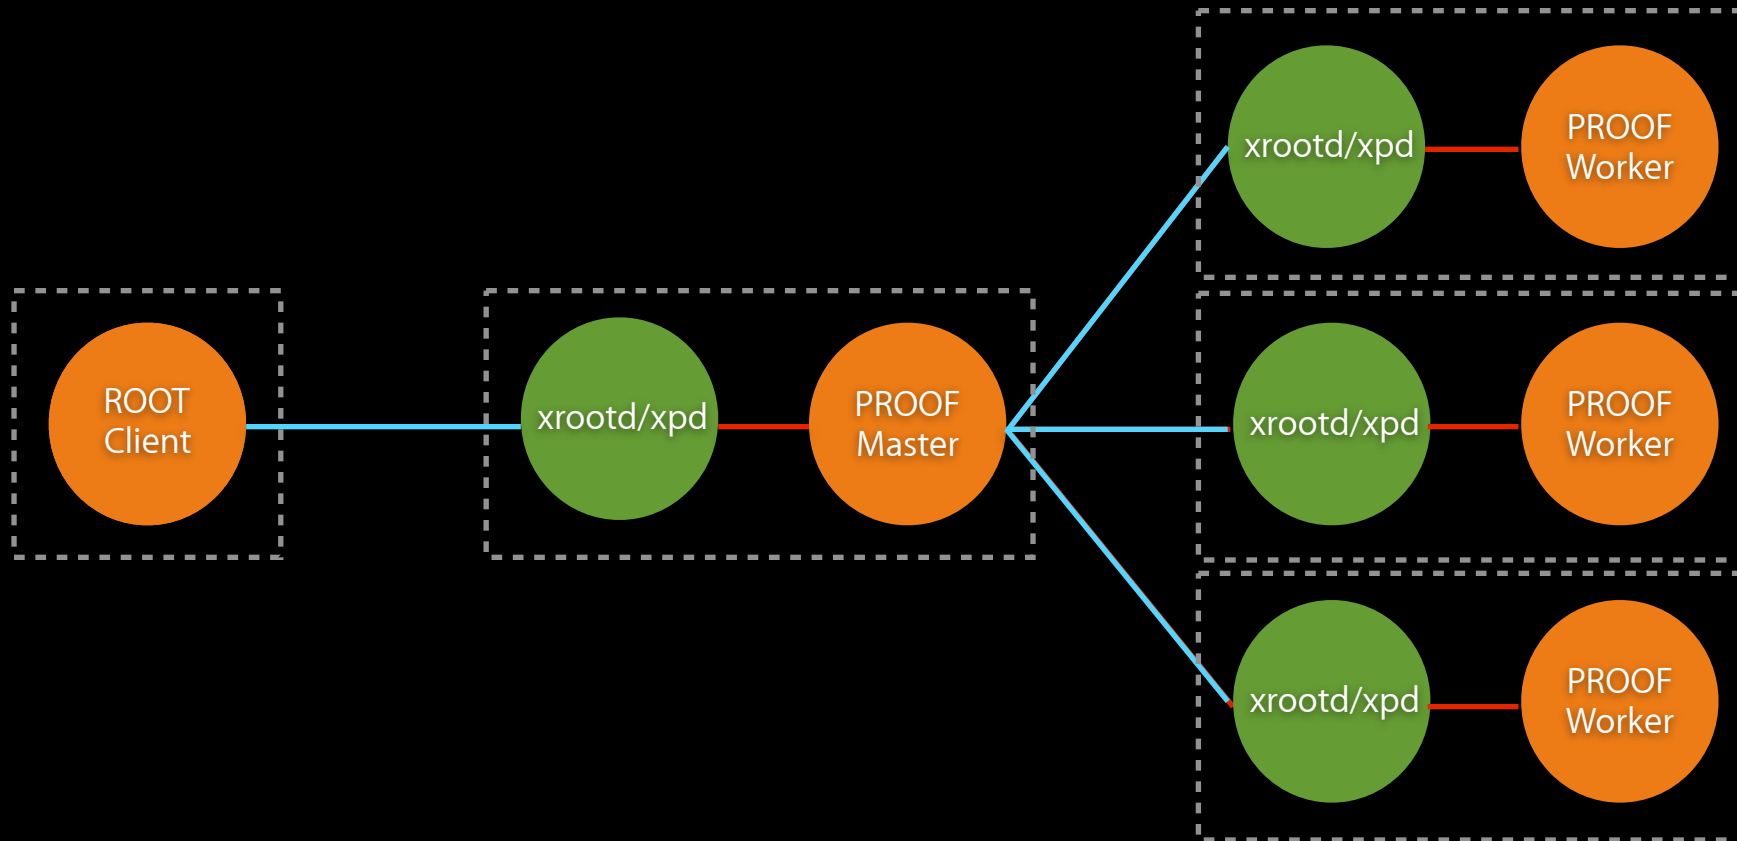 ROOT
Client
xrootd/xpd
PROOF
Master
xrootd/xpd
PROOF
Worker
xrootd/xpd
PROOF
Worker
xrootd/xpd
PROOF
Worker